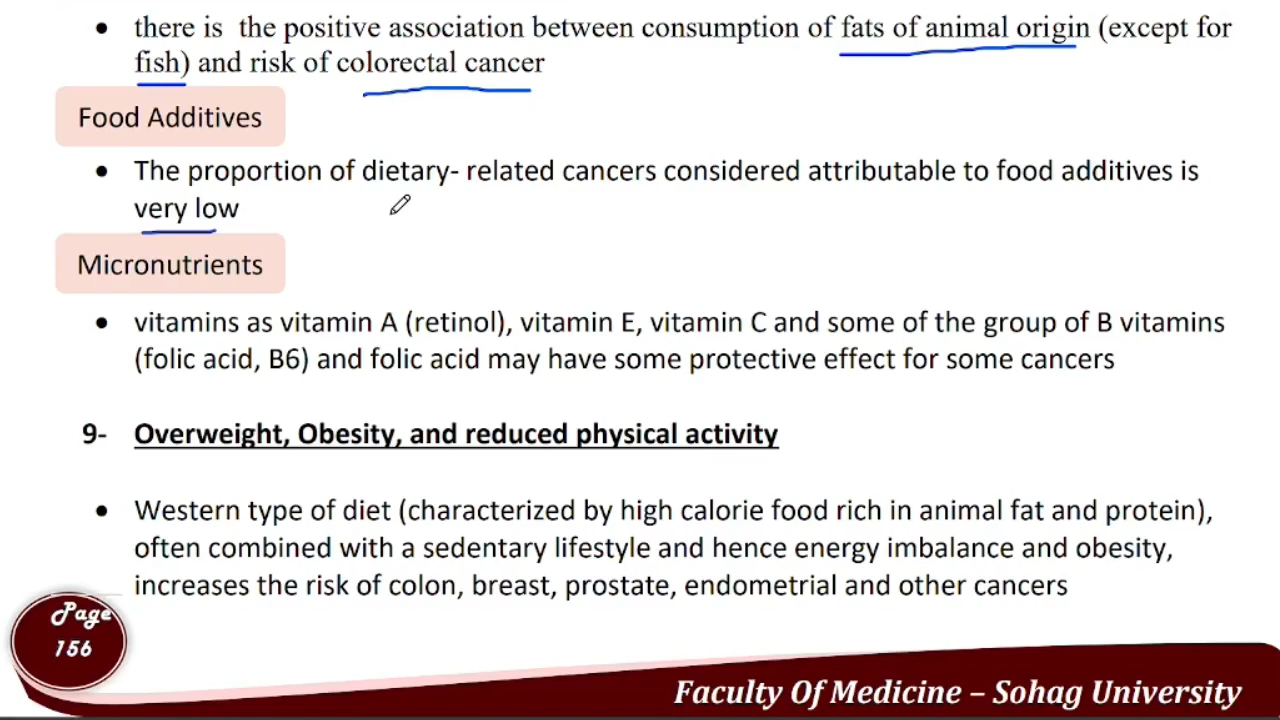 • there is the positive association between consumption of fats of animal origin (except for
fish) and risk of colorectal cancer
Food Additives
• The proportion of dietary- related cancers considered attributable to food additives is
very low
Micronutrients
• vitamins as vitamin A (retinol), vitamin E, vitamin C and some of the group of B vitamins
(folic acid, B6) and folic acid may have some protective effect for some cancers
9- Overweight, Obesity, and reduced physical activity
• Western type of diet (characterized by high calorie food rich in animal fat and protein),
often combined with a sedentary lifestyle and hence energy imbalance and obesity,
increases the risk of colon, breast, prostate, endometrial and other cancers
Page
156
Faculty Of Medicine – Sohag University